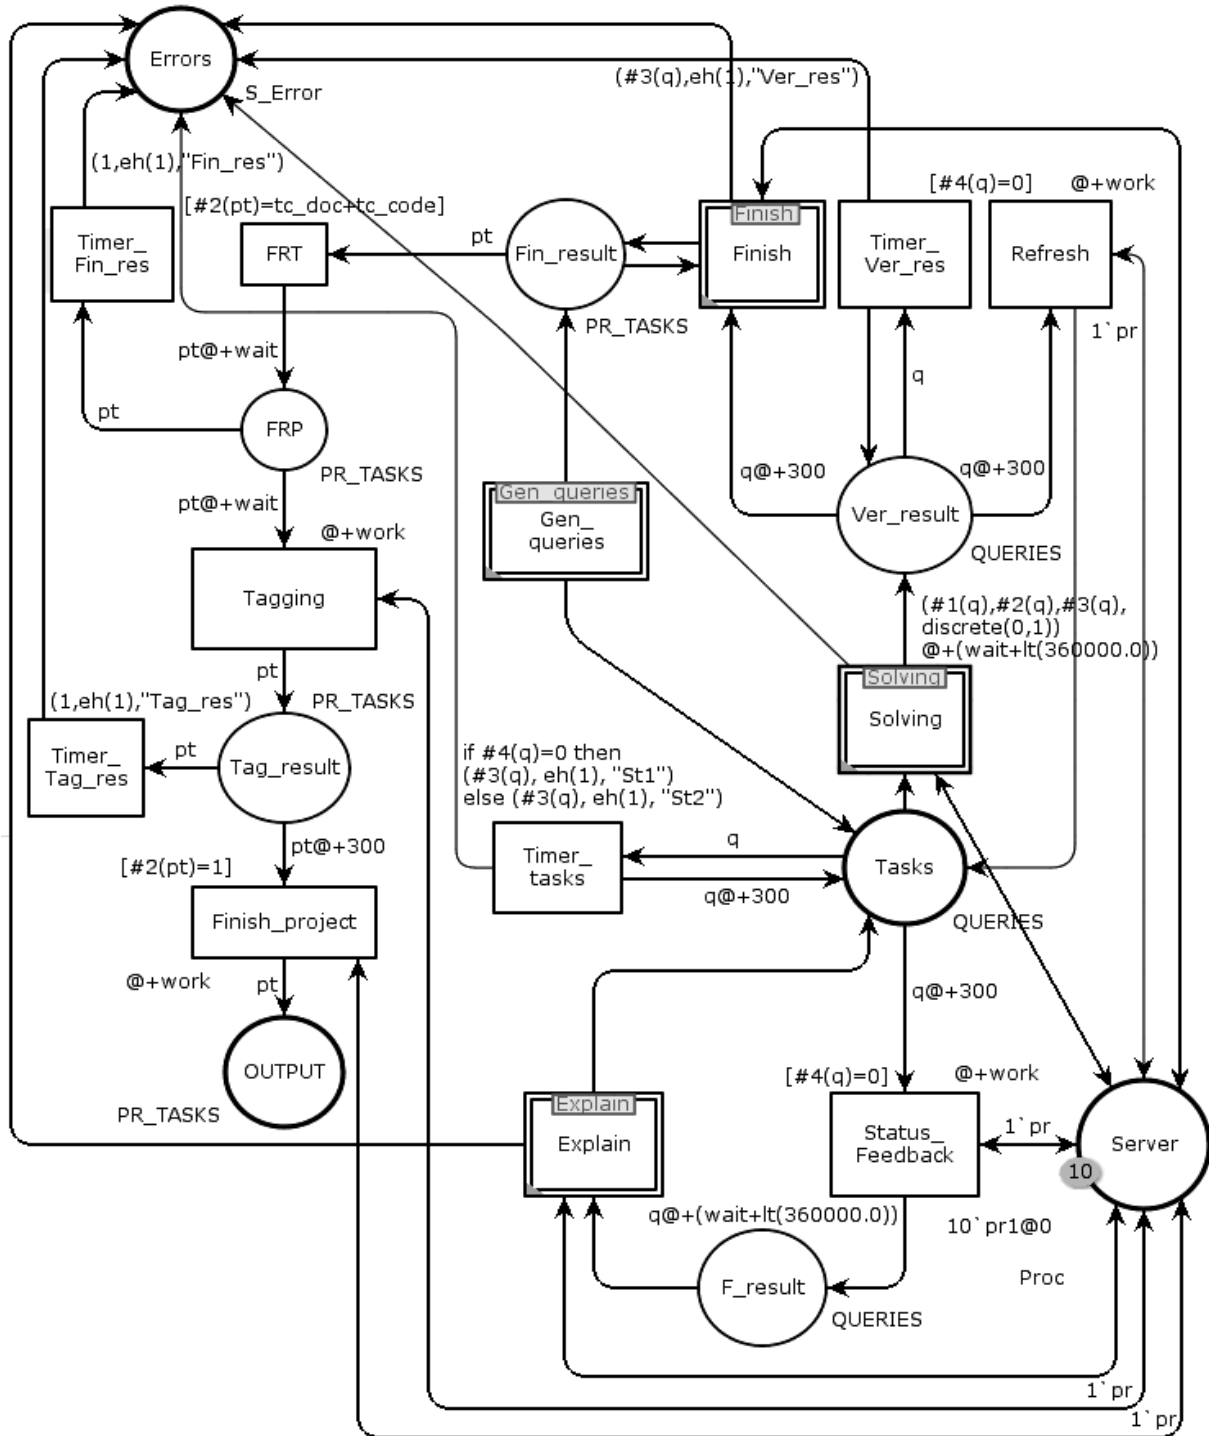 Errors
S_Error
(#3(q),eh(1),"Ver_res")
(1,eh(1),"Fin_res")
[#2(pt)=tc_doc+tc_code]
[#4(q)=0]
@+work
Timer_
Fin_res
FRT
pt
Fin_result
Finish
Finish
Timer_
Ver_res
Refresh
PR_TASKS
1`pr
pt@+wait
q
pt
FRP
PR_TASKS
q@+300
q@+300
pt@+wait
Gen_queries
Gen_
queries
Ver_result
@+work
QUERIES
Tagging
(#1(q),#2(q),#3(q),
discrete(0,1))
@+(wait+lt(360000.0))
pt
Solving
Solving
(1,eh(1),"Tag_res")
PR_TASKS
Timer_
Tag_res
pt
Tag_result
if #4(q)=0 then
(#3(q), eh(1), "St1")
else (#3(q), eh(1), "St2")
pt@+300
Timer_
tasks
q
Tasks
[#2(pt)=1]
q@+300
QUERIES
Finish_project
@+work
pt
q@+300
OUTPUT
[#4(q)=0]
@+work
PR_TASKS
Explain
Explain
Status_
Feedback
1`pr
Server
10
q@+(wait+lt(360000.0))
10`pr1@0
Proc
F_result
QUERIES
1`pr
1`pr